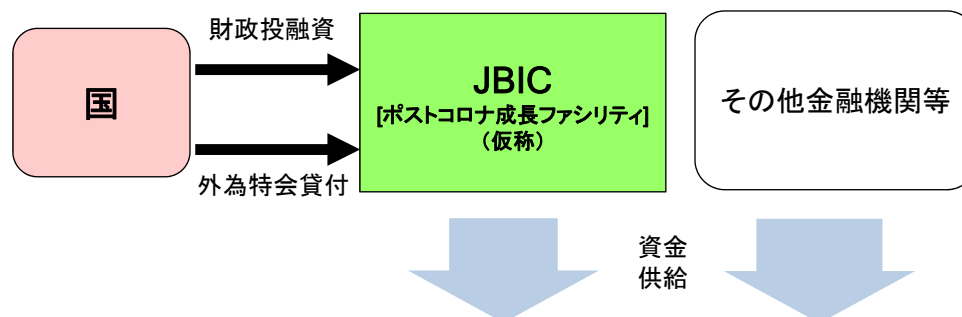 財政投融資
国
JBIC
[ポストコロナ成長ファシリティ]
（仮称）
その他金融機関等
外為特会貸付
資金
供給